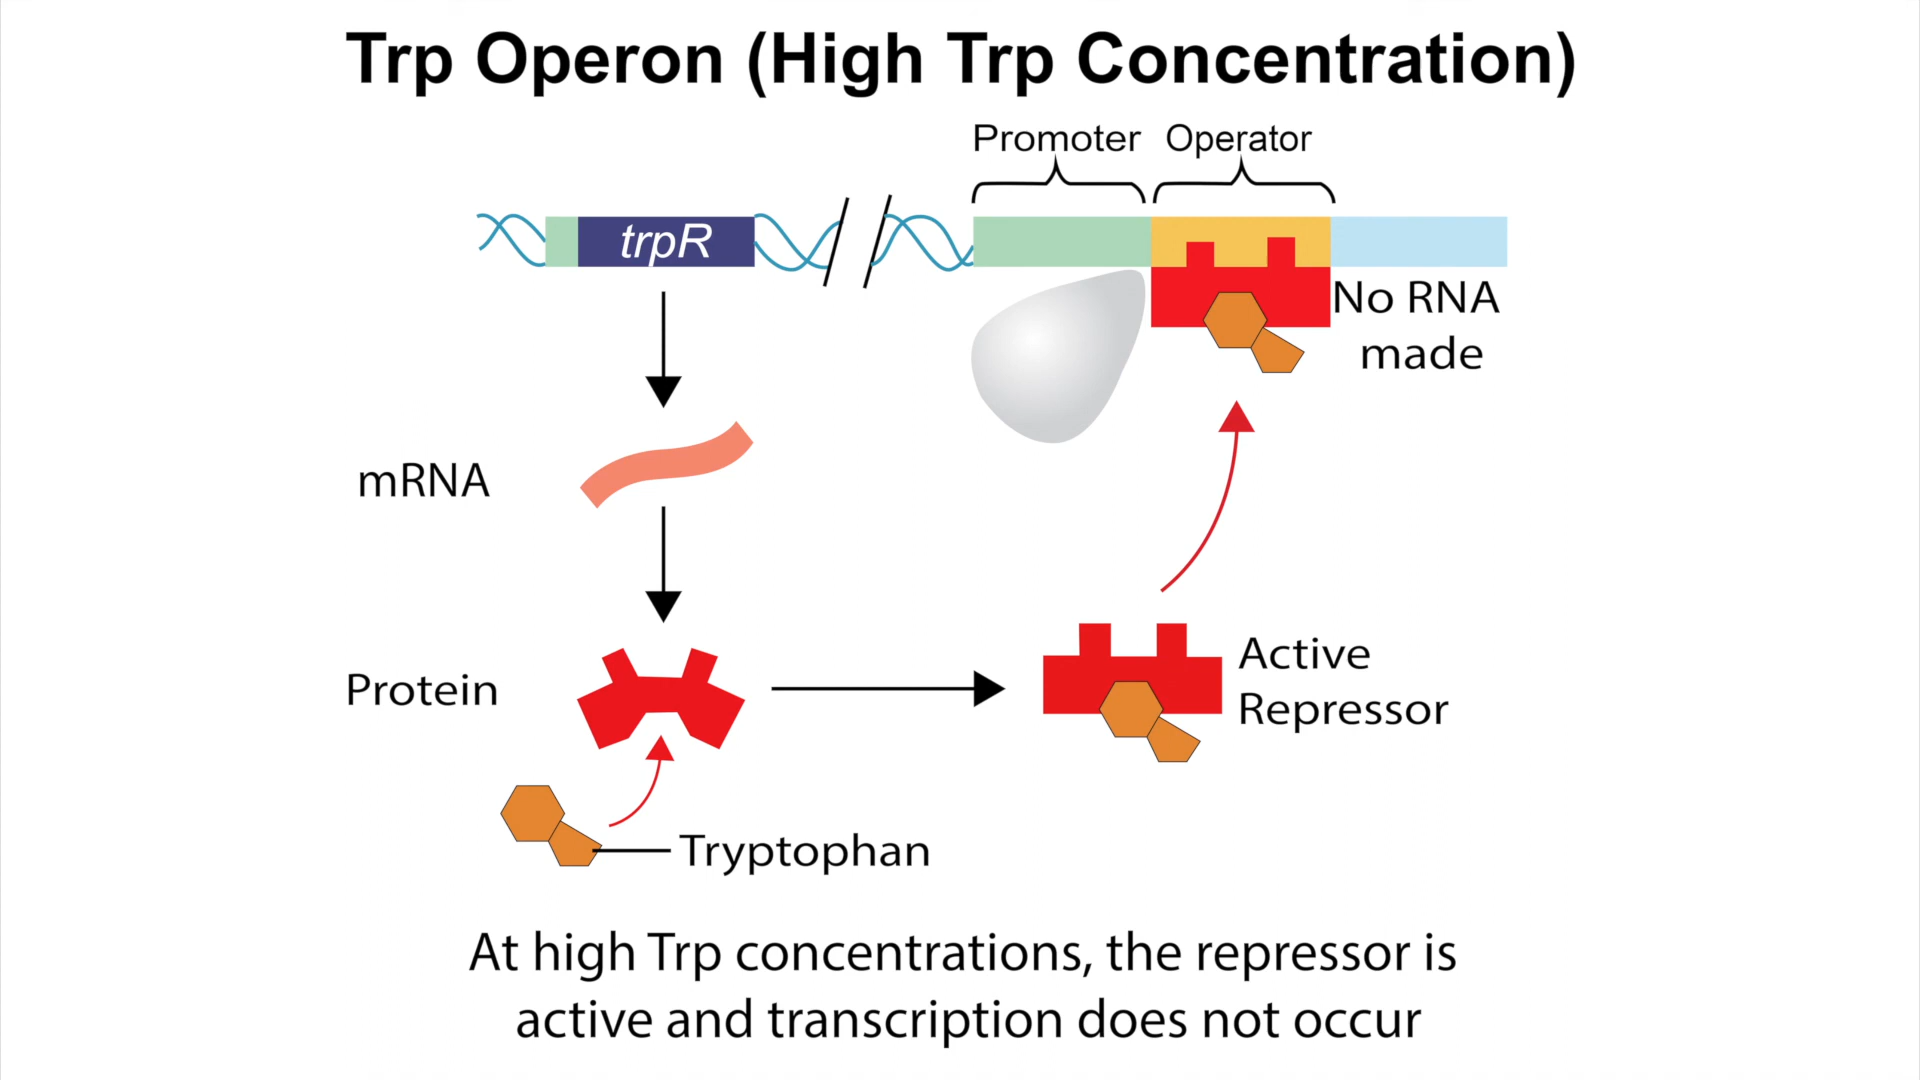 Trp Operon (High Trp Concentration)
Promoter Operator
trpR
No RNA
made
mRNA
Protein
Active
Repressor
Tryptophan
At high Trp concentrations, the repressor is
active and transcription does not occur